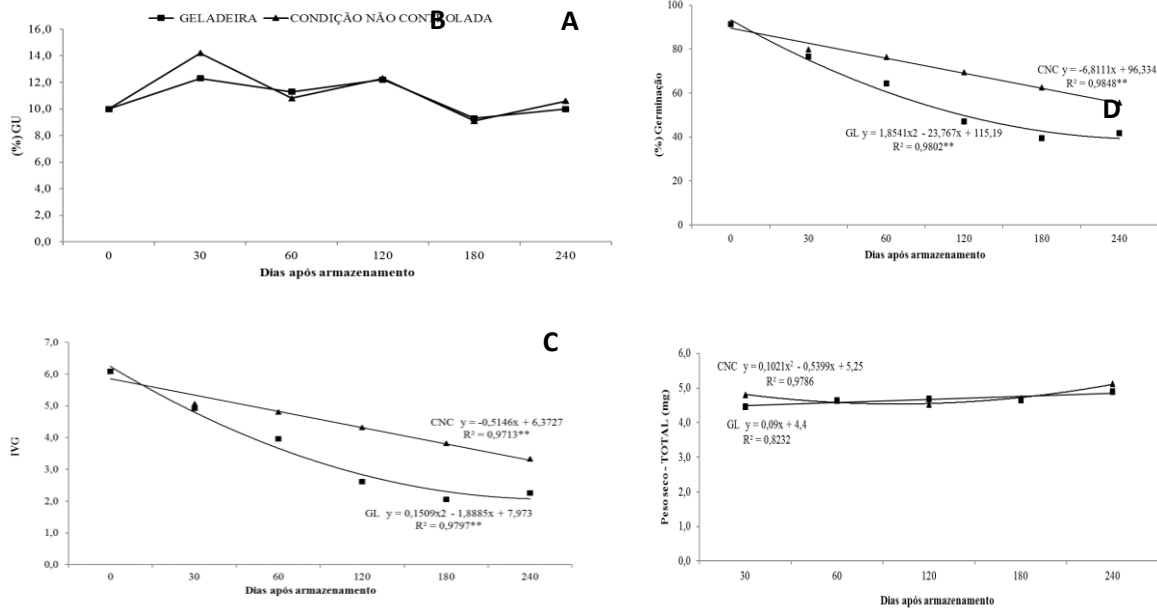 GELADEIRA CONDIÇÃO NÃO CONTROLADA
B
A
16,0
14,0
12,0
10,0
8,0
6,0
4,0
2,0
0,0
(%) GU
0 30 60 120 180 240
Dias após armazenamento
100
80
60
40
20
0
(%) Germinação
CNC y = -6,8111x + 96,334
R² = 0,9848**
D
GL y = 1,8541x2 - 23,767x + 115,19
R² = 0,9802**
0 30 60 120 180 240
Dias após armazenamento
7,0
6,0
5,0
4,0
3,0
2,0
1,0
0,0
IVG
C
CNC y = -0,5146x + 6,3727
R² = 0,9713**
GL y = 0,1509x2 - 1,8885x + 7,973
R² = 0,9797**
0 30 60 120 180 240
Dias após armazenamento
6,0
5,0
4,0
3,0
2,0
1,0
0,0
Peso seco - TOTAL (mg)
CNC y = 0,1021x² - 0,5399x + 5,25
R² = 0,9786
GL y = 0,09x + 4,4
R² = 0,8232
30 60 120 180 240
Dias após armazenamento